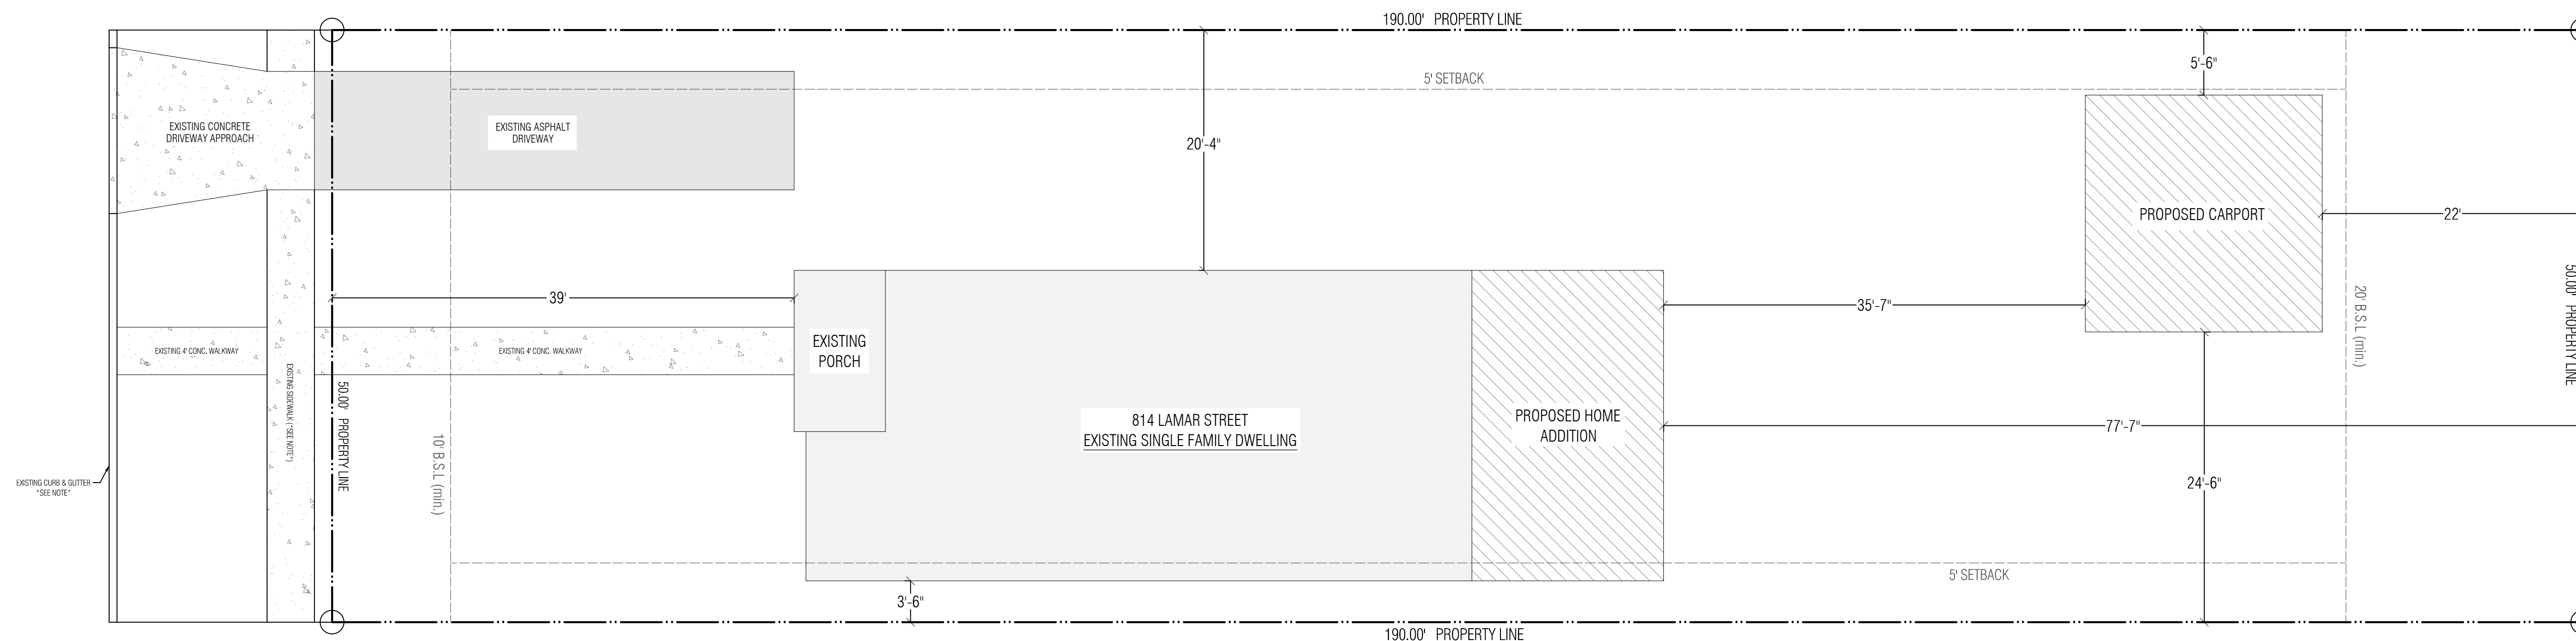 190.00' PROPERTY LINE
5'-6"
5' SETBACK
EXISTING CONCRETE
DRIVEWAY APPROACH
EXISTING ASPHALT
DRIVEWAY
20'-4"
PROPOSED CARPORT
22'
50.00' PROPERTY LINE
39'
35'-7"
20' B.S.L (min.)
EXISTING
PORCH
EXISTING 4' CONC. WALKWAY
EXISTING 4' CONC. WALKWAY
EXISTING SIDEWALK (*SEE NOTE*)
50.00' PROPERTY LINE
10' B.S.L (min.)
814 LAMAR STREET
EXISTING SINGLE FAMILY DWELLING
PROPOSED HOME
ADDITION
77'-7"
24'-6"
EXISTING CURB & GUTTER
*SEE NOTE*
5' SETBACK
3'-6"
190.00' PROPERTY LINE